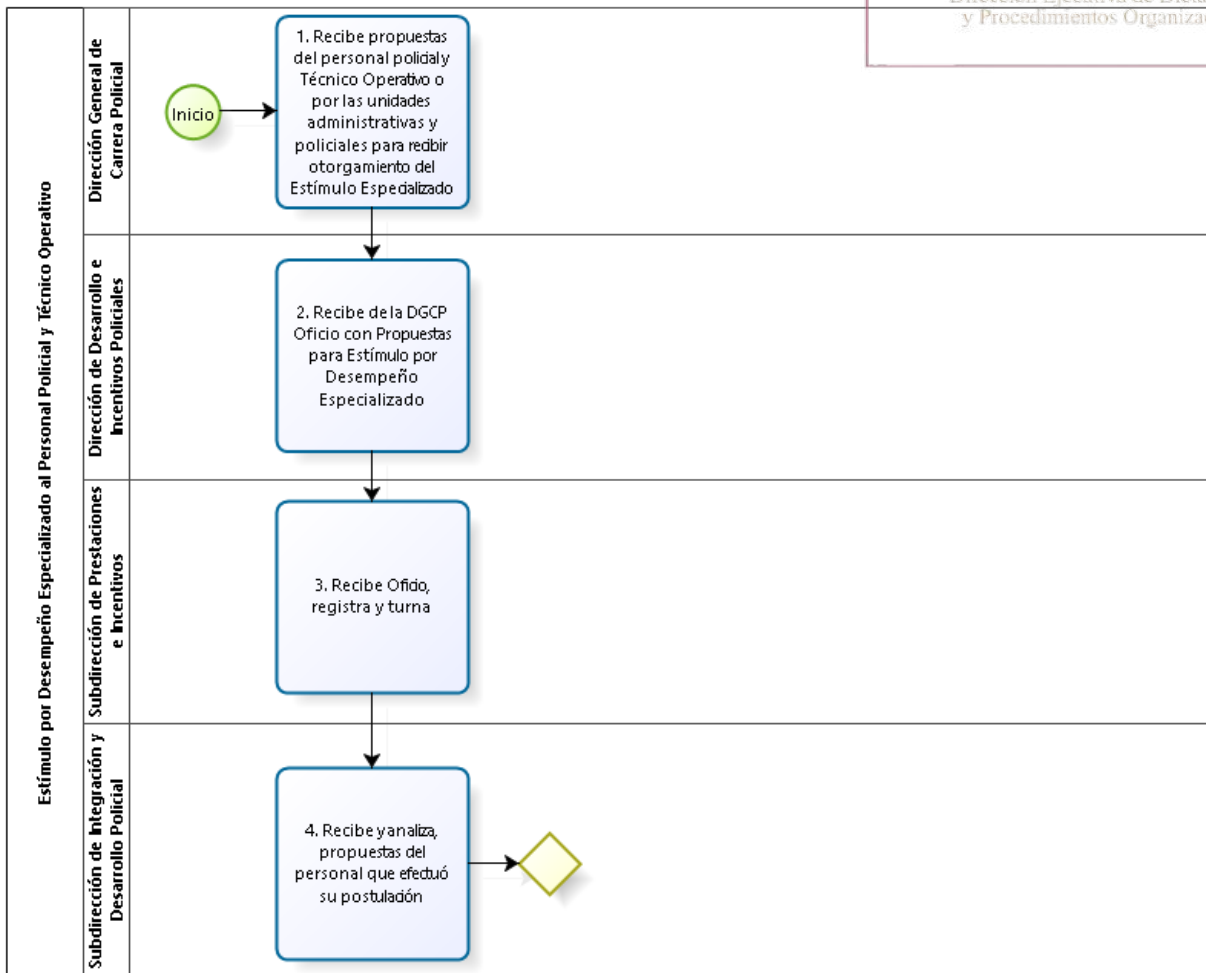 y Procedimientos Organiza
Estímulo por Desempeño Especializado al Personal Policial y Técnico Operativo
Dirección General de
Carrera Policial
Inicio
1. Recibe propuestas
del personal policial y
Técnico Operativo o
por las unidades
administrativas y
policiales para recibir
otorgamiento del
Estímulo Especializado
Dirección de Desarrollo e
Incentivos Policiales
2. Recibe de la DGCP
Oficio con Propuestas
para Estímulo por
Desempeño
Especializado
Subdirección de Prestaciones
e Incentivos
3. Recibe Oficio,
registra y turna
Subdirección de Integración y
Desarrollo Policial
4. Recibe y analiza,
propuestas del
personal que efectuó
su postulación